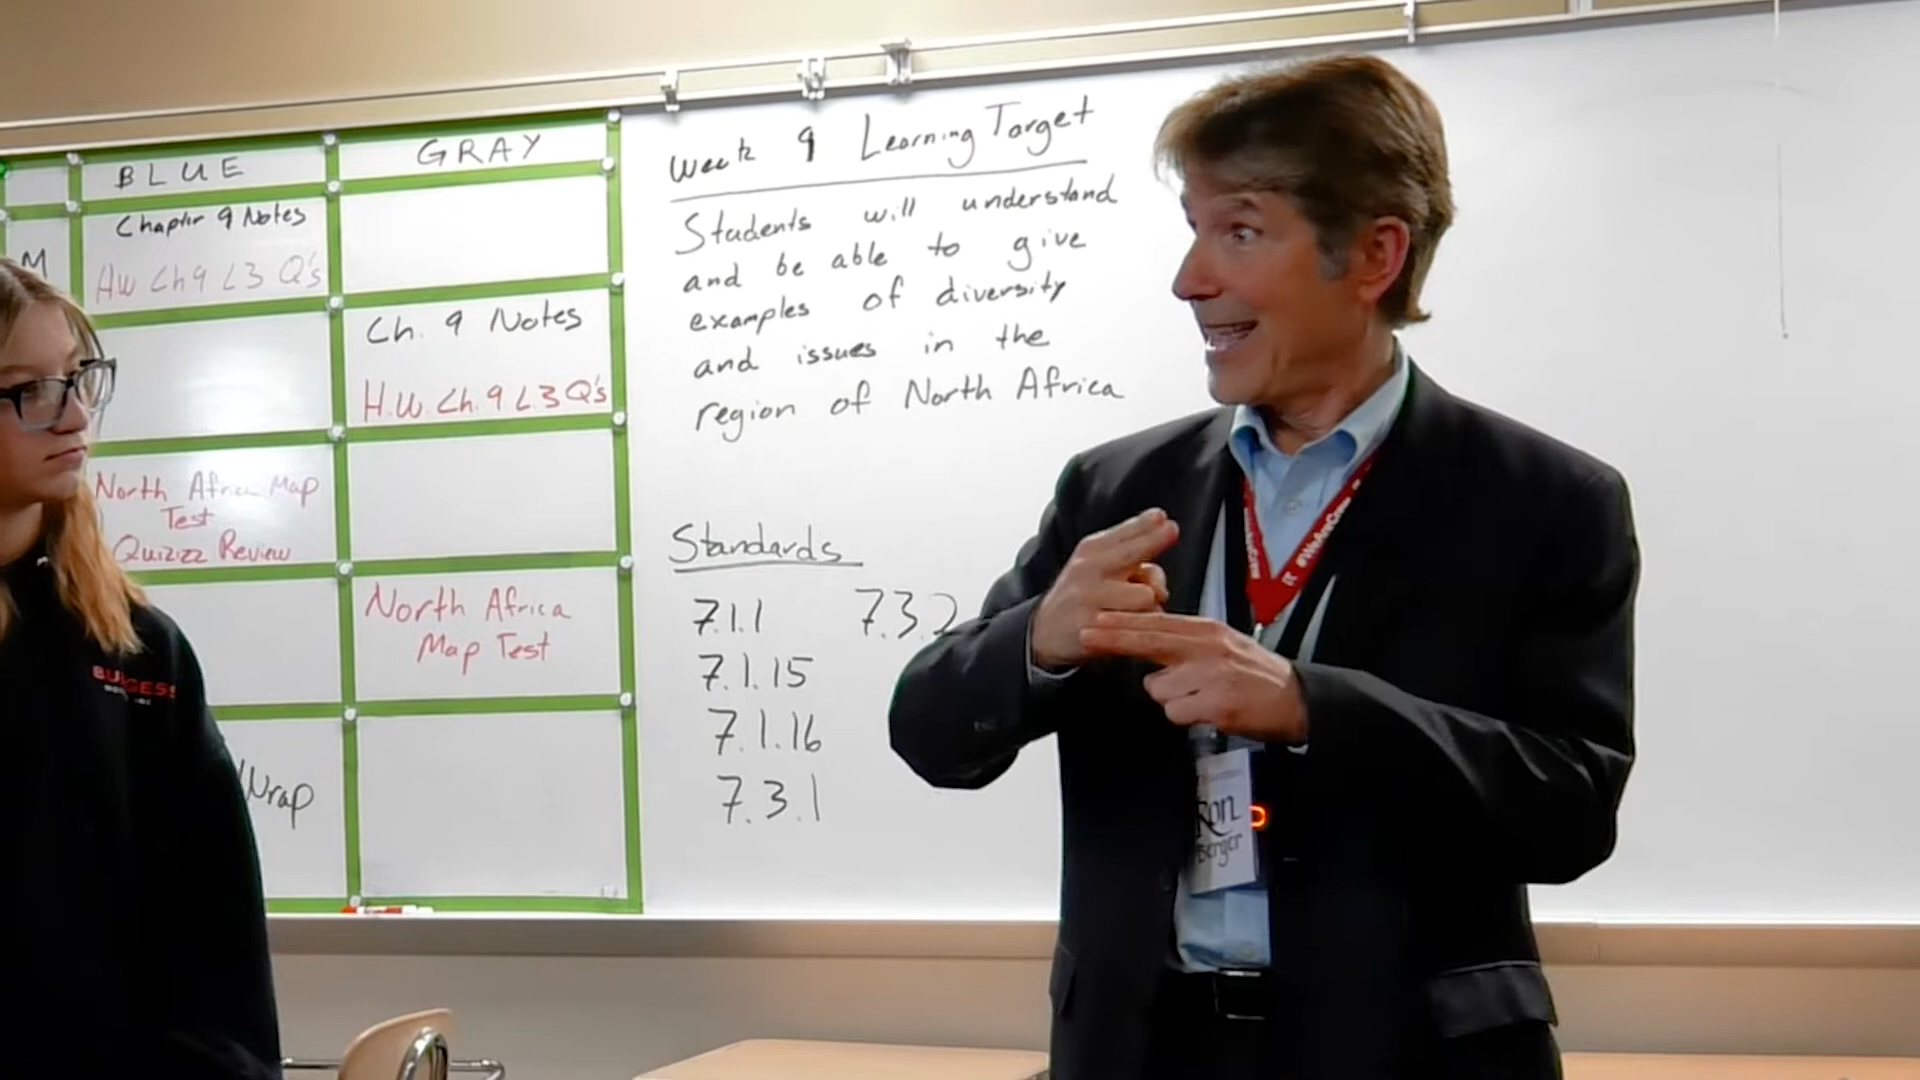 BLUE
GRAY
Chapter 9 Notes
M
HW Ch 9 L3 Q's
Ch. 9 Notes
H.W. Ch. 9 L3 Q's
North Africa Map
Test
Quizizz Review
North Africa
Map Test
Wrap
Week 9 Learning Target
Students will understand
and be able to give
examples of diversity
and issues in the
region of North Africa
Standards
7.1.1 7.3.2
7.1.15
7.1.16
7.3.1
Ron
Berger